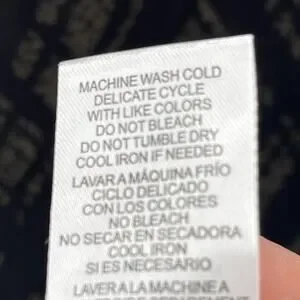 MACHINE WASH COLD
DELICATE CYCLE
WITH LIKE COLORS
DO NOT BLEACH
DO NOT TUMBLE DRY
COOL IRON IF NEEDED
LAVAR A MÁQUINA FRÍO
CICLO DELICADO
CON LOS COLORES
NO BLEACH
NO SECAR EN SECADORA
COOL IRON
SI ES NECESARIO
LAVER A LA MACHINE A